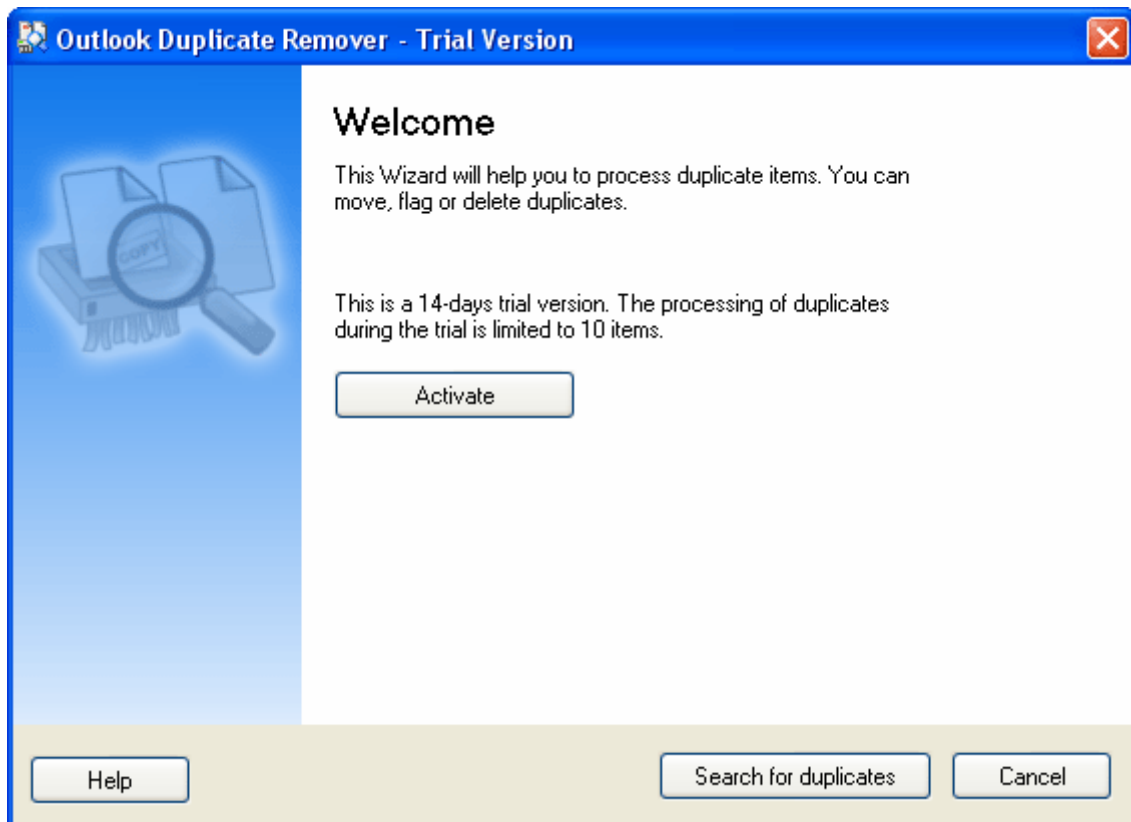 Outlook Duplicate Remover - Trial Version
Welcome
This Wizard will help you to process duplicate items. You can
move, flag or delete duplicates.
This is a 14-days trial version. The processing of duplicates
during the trial is limited to 10 items.
Activate
COPY
Help
Search for duplicates
Cancel